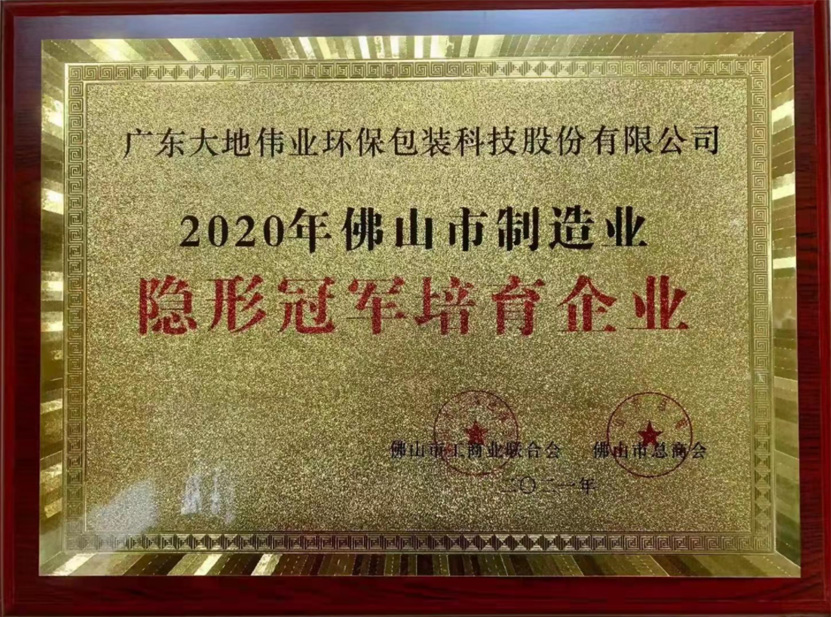 广东大地伟业环保包装科技股份有限公司
2020年佛山市制造业
隐形冠军培育企业
佛山市工商业联合会 佛山市总商会
二〇二一年